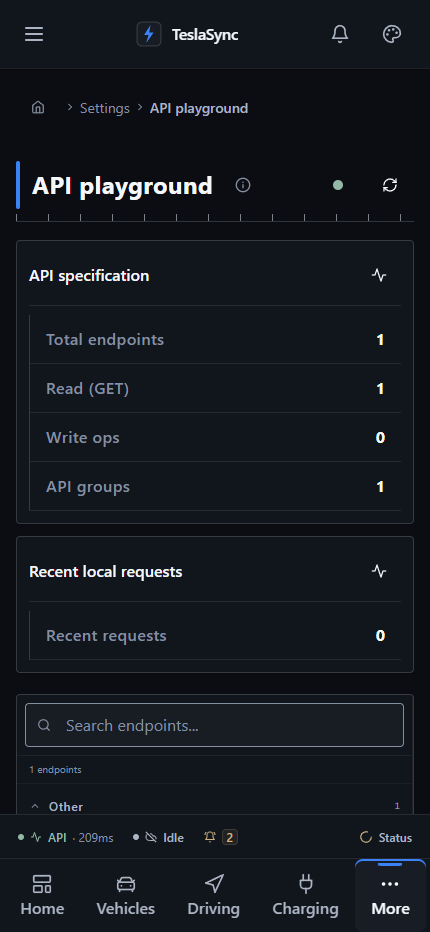 TeslaSync
Settings API playground
API playground
API specification
Total endpoints 1
Read (GET) 1
Write ops 0
API groups 1
Recent local requests
Recent requests 0
Search endpoints...
1 endpoints
Other 1
API · 209ms Idle 2 Status
Home Vehicles Driving Charging More